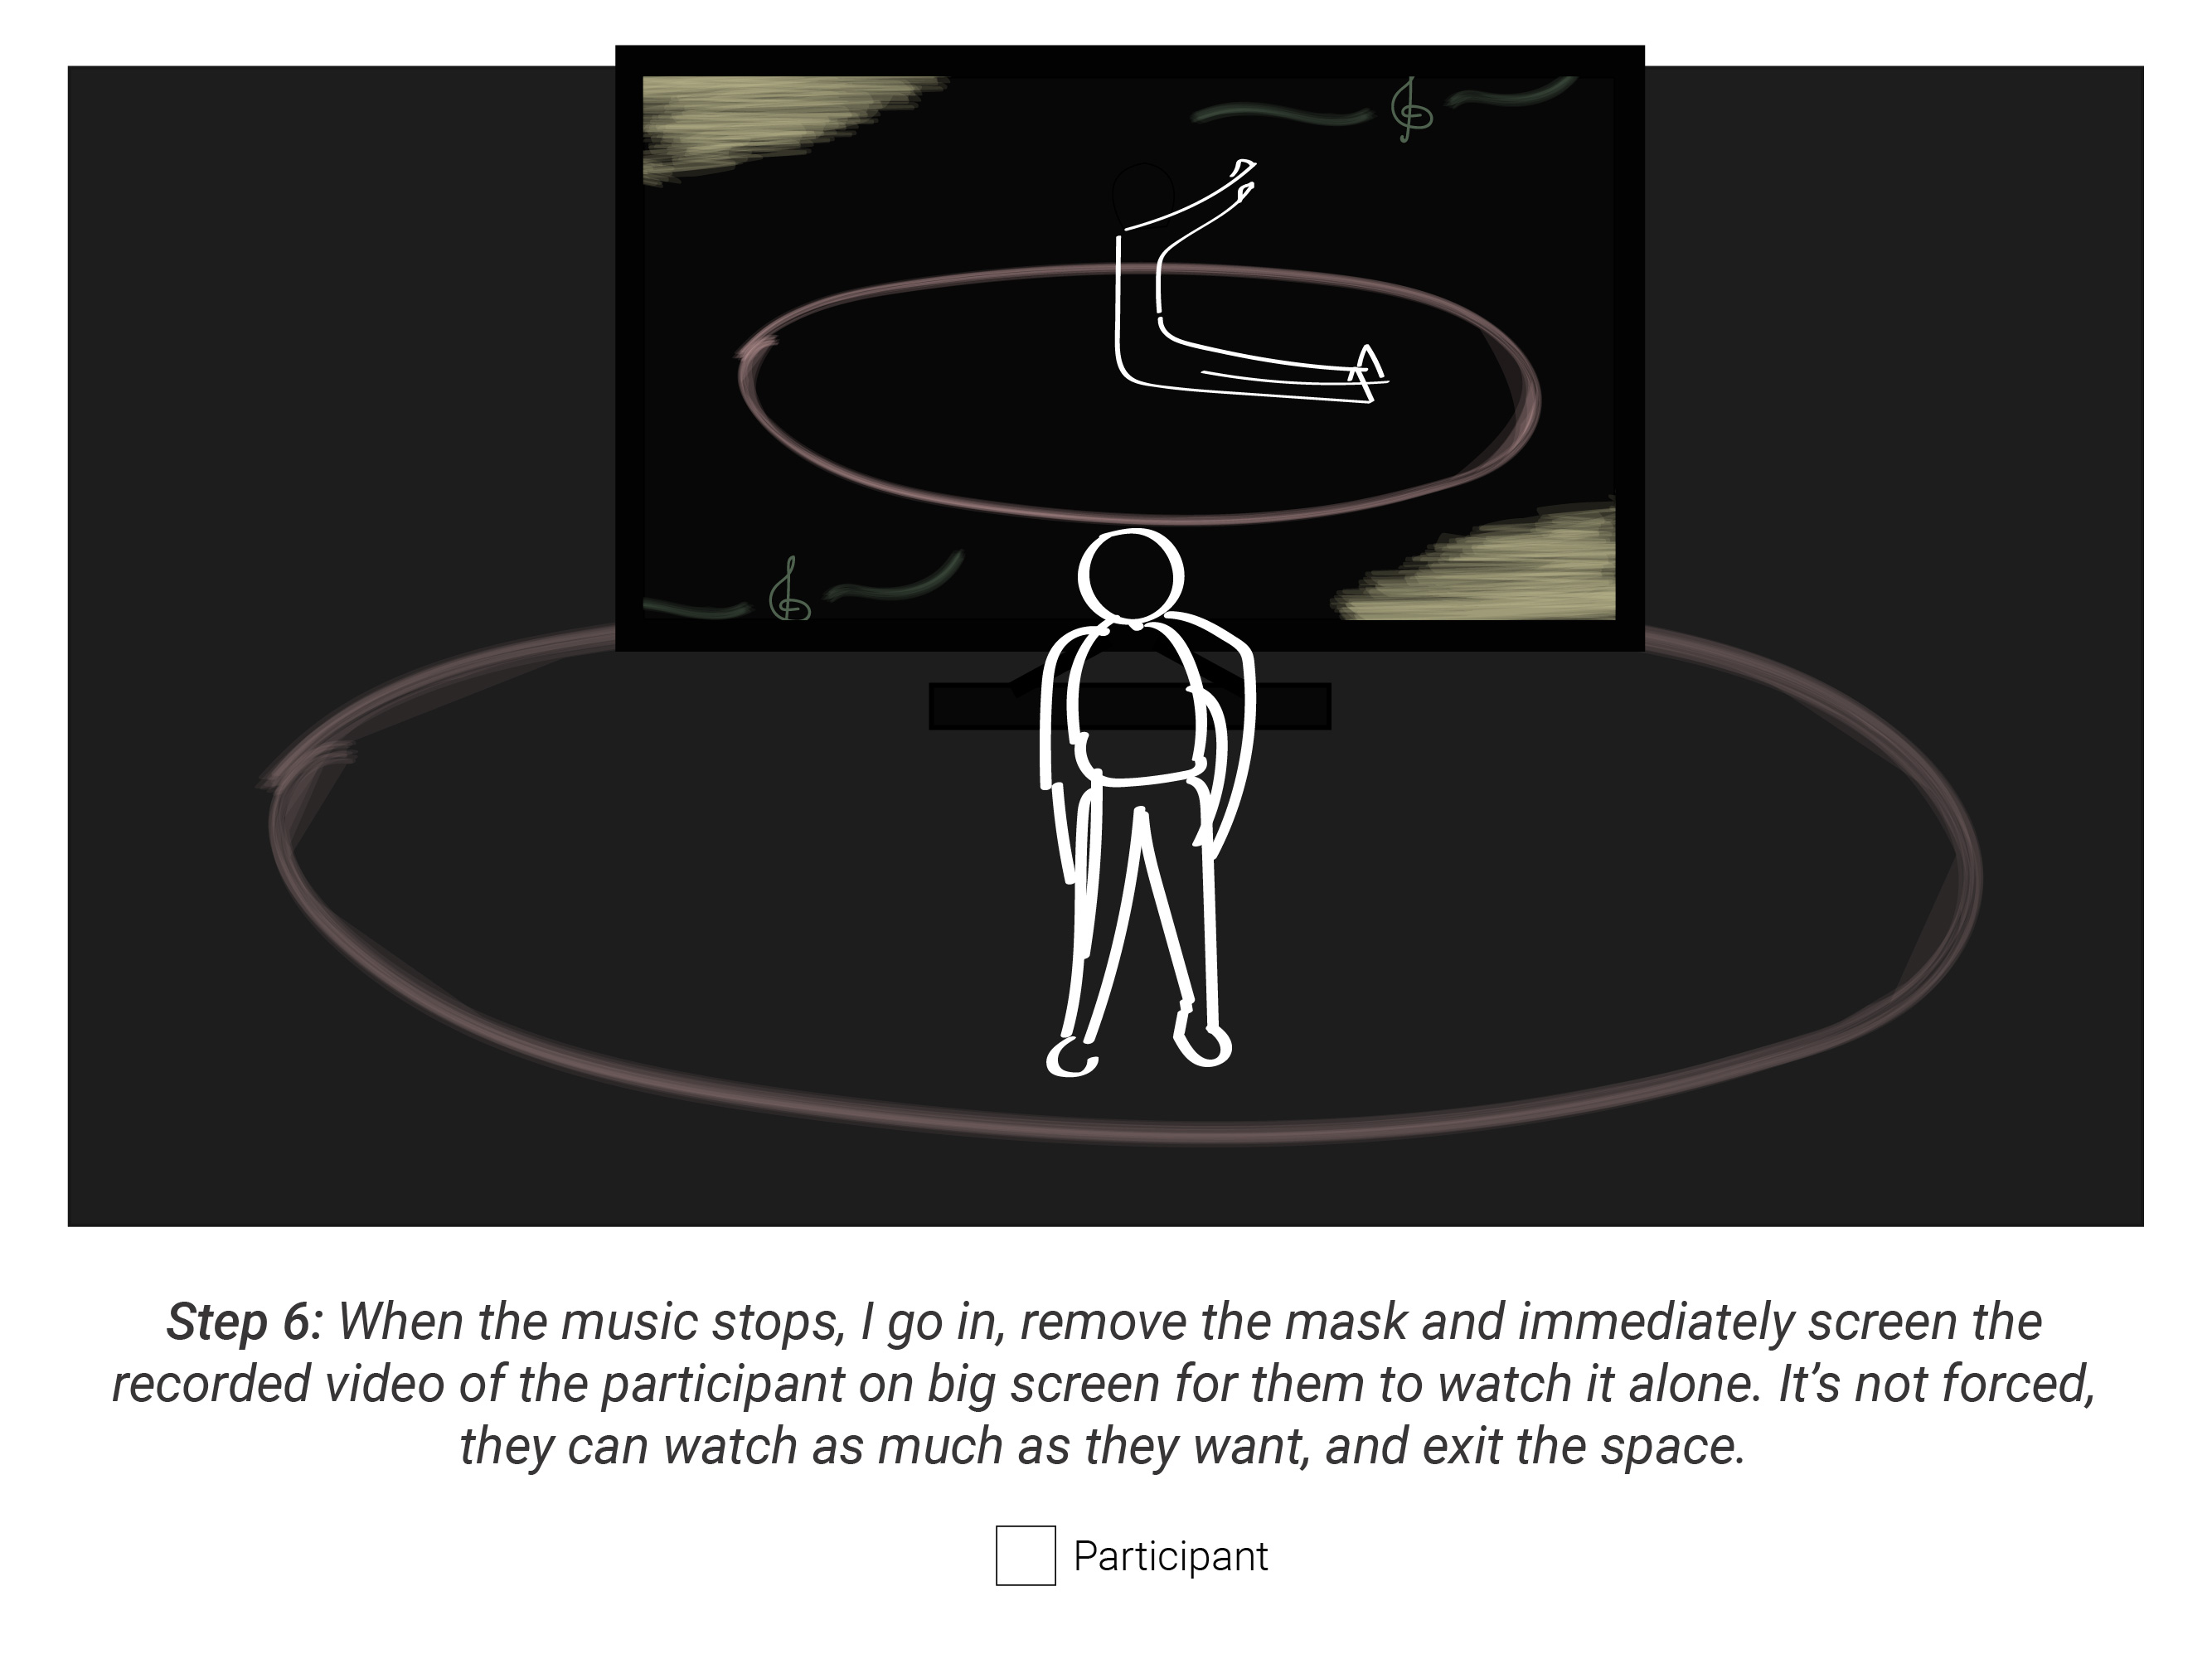 Step 6: When the music stops, I go in, remove the mask and immediately screen the
recorded video of the participant on big screen for them to watch it alone. It’s not forced,
they can watch as much as they want, and exit the space.
Participant